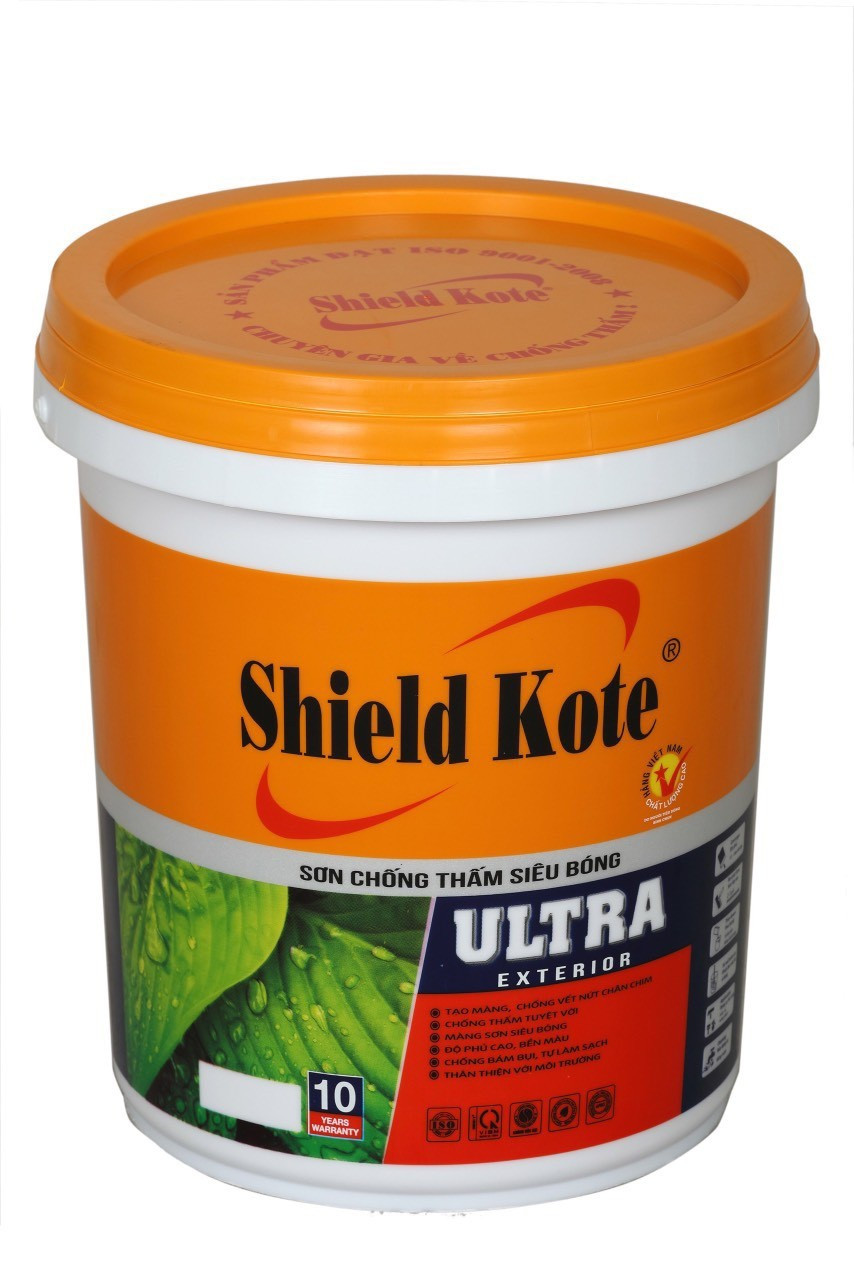 SẢN PHẨM ĐẠT ISO 9001-2008
Shield Kote®
CHUYÊN GIA VỀ CHỐNG THẤM!
Shield Kote®
HÀNG VIỆT NAM
CHẤT LƯỢNG CAO
SƠN CHỐNG THẤM SIÊU BÓNG
ULTRA
EXTERIOR
TẠO MÀNG, CHỐNG VẾT NỨT CHÂN CHIM
CHỐNG THẤM TUYỆT VỜI
MÀNG SƠN SIÊU BÓNG
ĐỘ PHỦ CAO, BỀN MÀU
CHỐNG BÁM BỤI, TỰ LÀM SẠCH
THÂN THIỆN VỚI MÔI TRƯỜNG
10
YEARS
WARRANTY
ISO